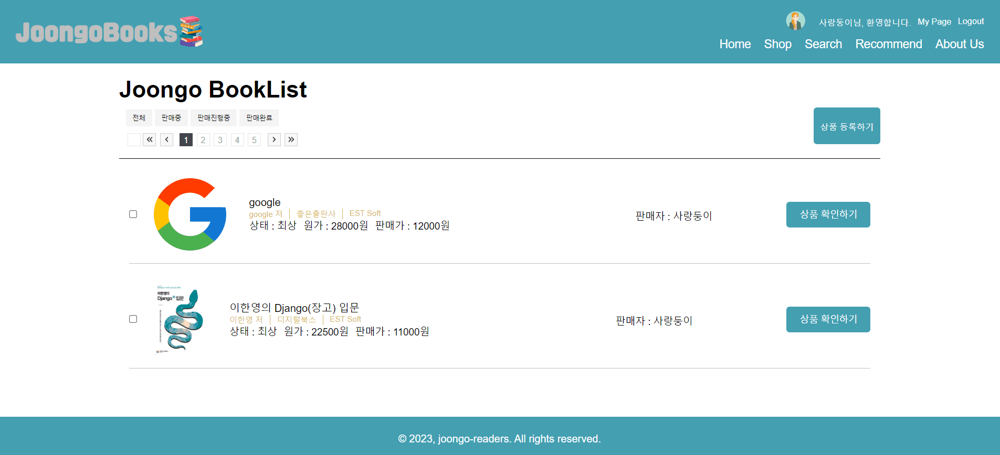 JoongoBooks
사랑둥이님, 환영합니다. My Page Logout
Home Shop Search Recommend About Us
Joongo BookList
전체 판매중 판매진행중 판매완료
상품 등록하기
« ‹ 1 2 3 4 5 › »
google
google 저 | 좋은출판사 | EST Soft
상태 : 최상 원가 : 28000원 판매가 : 12000원
판매자 : 사랑둥이
상품 확인하기
이한영의
Django 입문
이한영의 Django(장고) 입문
이한영 저 | 디지털북스 | EST Soft
상태 : 최상 원가 : 22500원 판매가 : 11000원
판매자 : 사랑둥이
상품 확인하기
© 2023, joongo-readers. All rights reserved.